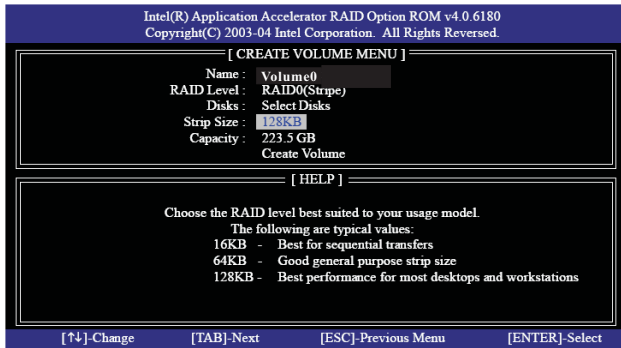 Intel(R) Application Accelerator RAID Option ROM v4.0.6180
Copyright(C) 2003-04 Intel Corporation. All Rights Reversed.
[ CREATE VOLUME MENU ]
Name : Volume0
RAID Level : RAID0(Stripe)
Disks : Select Disks
Strip Size : 128KB
Capacity : 223.5 GB
Create Volume
[ HELP ]
Choose the RAID level best suited to your usage model.
The following are typical values:
16KB - Best for sequential transfers
64KB - Good general purpose strip size
128KB - Best performance for most desktops and workstations
[↑↓]-Change [TAB]-Next [ESC]-Previous Menu [ENTER]-Select